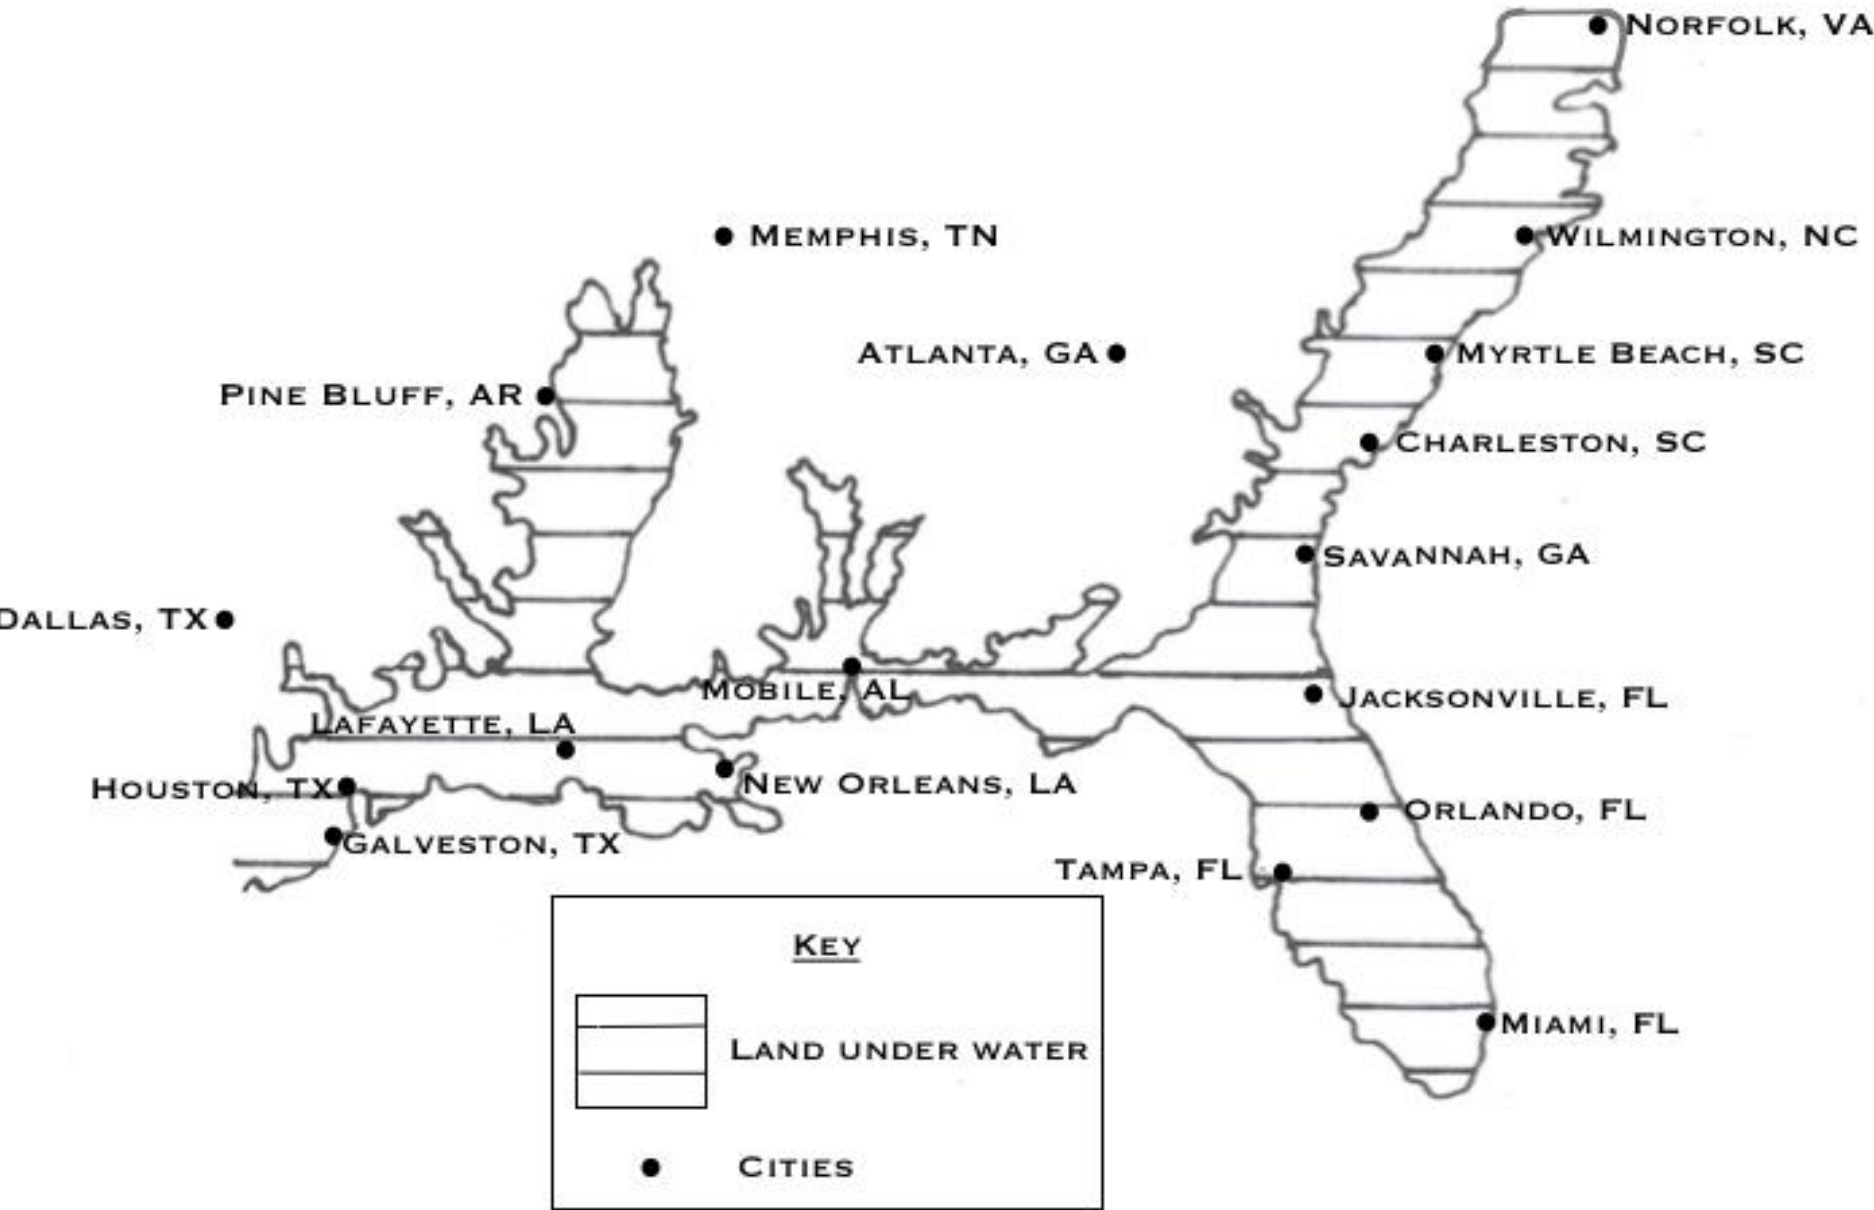 NORFOLK, VA
MEMPHIS, TN
WILMINGTON, NC
ATLANTA, GA
MYRTLE BEACH, SC
PINE BLUFF, AR
CHARLESTON, SC
SAVANNAH, GA
DALLAS, TX
MOBILE, AL
JACKSONVILLE, FL
LAFAYETTE, LA
HOUSTON, TX
NEW ORLEANS, LA
ORLANDO, FL
GALVESTON, TX
TAMPA, FL
KEY
MIAMI, FL
LAND UNDER WATER
CITIES